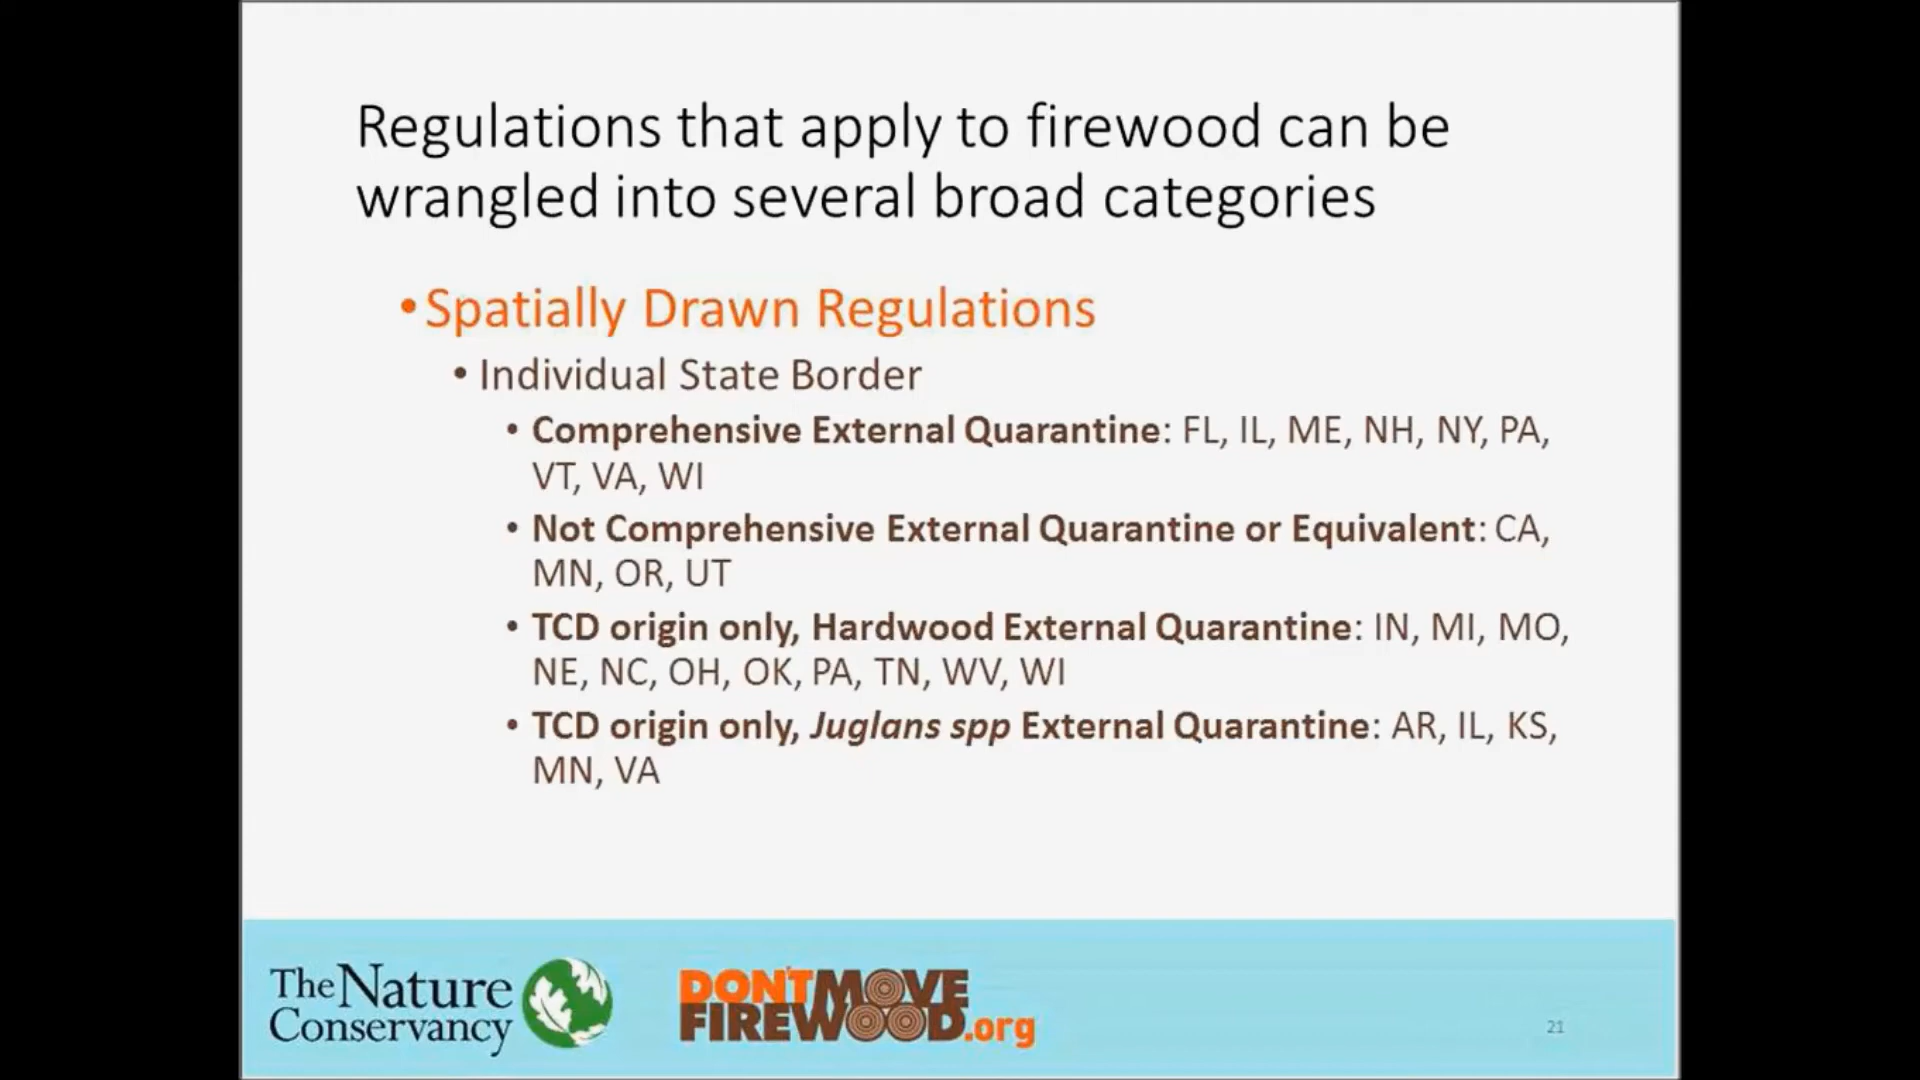 Regulations that apply to firewood can be
wrangled into several broad categories
•Spatially Drawn Regulations
• Individual State Border
• Comprehensive External Quarantine: FL, IL, ME, NH, NY, PA,
VT, VA, WI
• Not Comprehensive External Quarantine or Equivalent: CA,
MN, OR, UT
• TCD origin only, Hardwood External Quarantine: IN, MI, MO,
NE, NC, OH, OK, PA, TN, WV, WI
• TCD origin only, Juglans spp External Quarantine: AR, IL, KS,
MN, VA
The Nature
Conservancy
DON'T MOVE
FIREWOOD.org
21